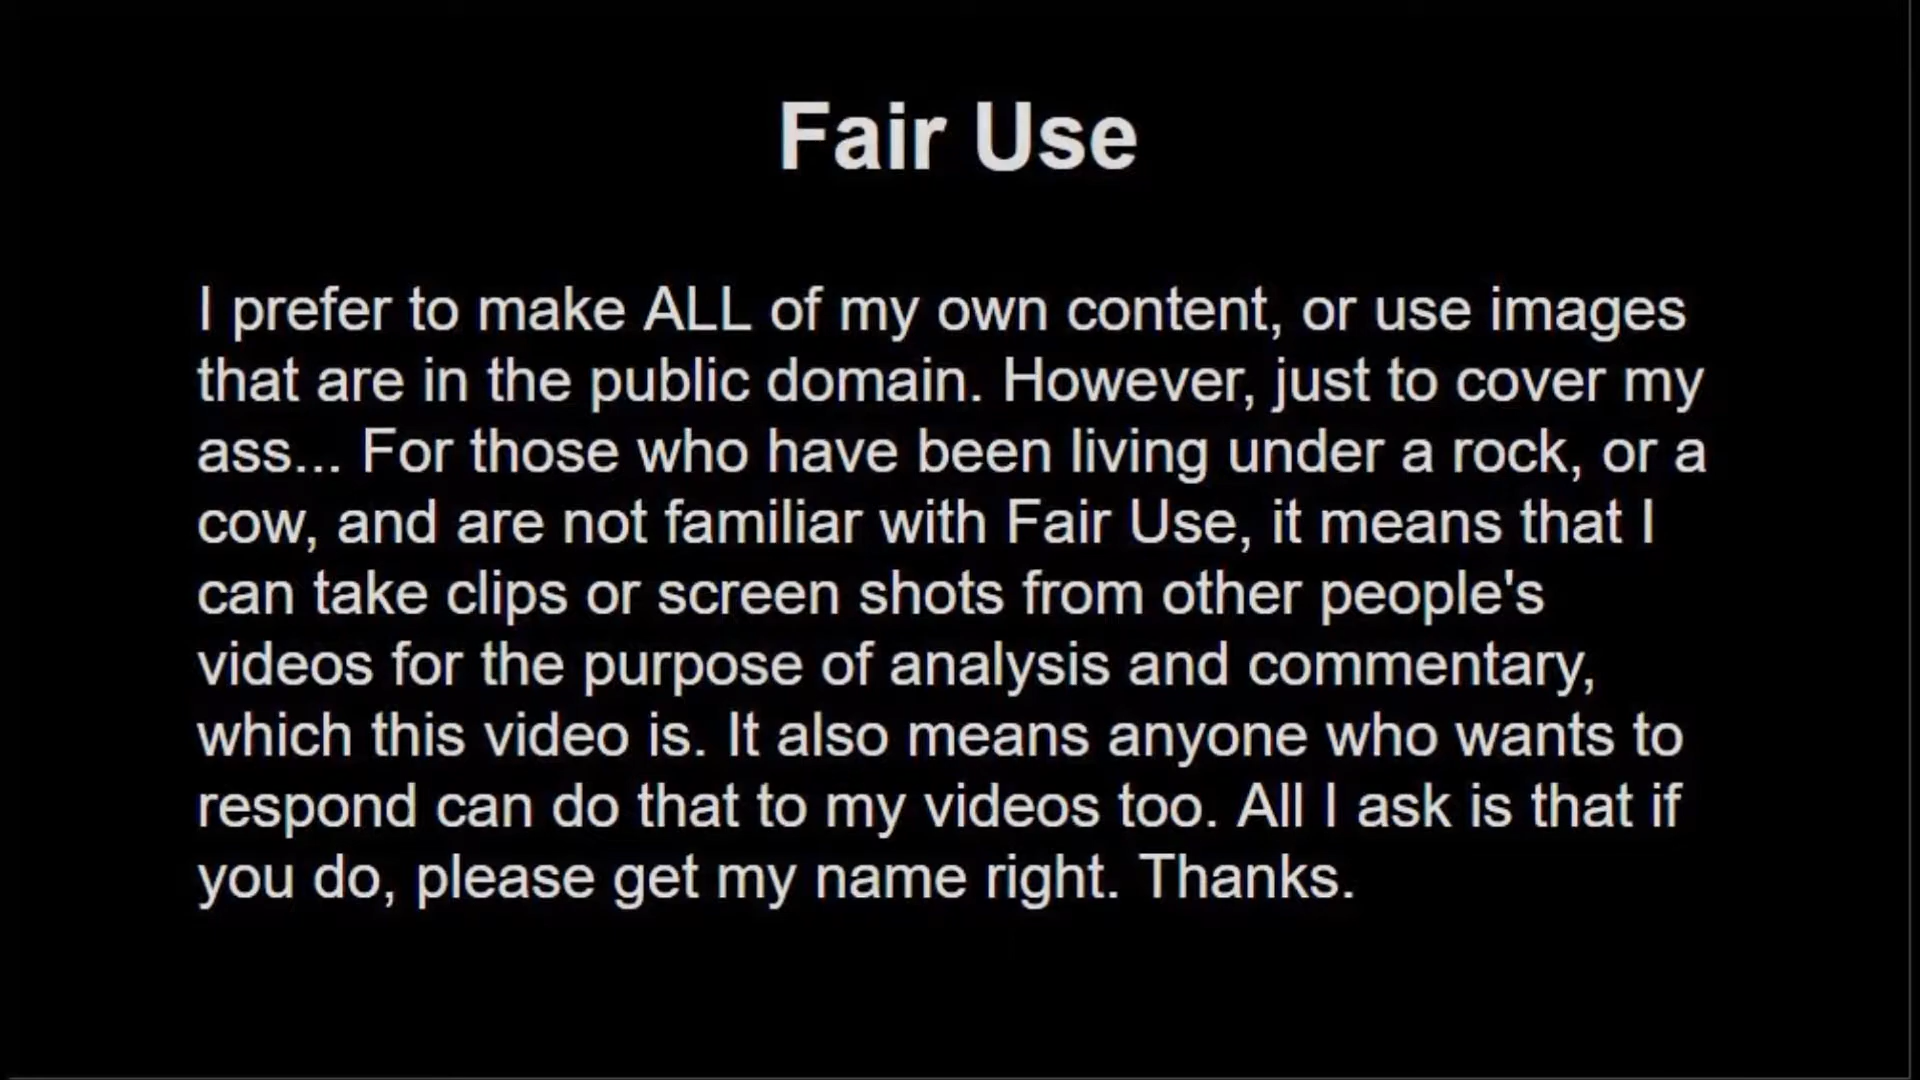 Fair Use
I prefer to make ALL of my own content, or use images
that are in the public domain. However, just to cover my
ass... For those who have been living under a rock, or a
cow, and are not familiar with Fair Use, it means that I
can take clips or screen shots from other people's
videos for the purpose of analysis and commentary,
which this video is. It also means anyone who wants to
respond can do that to my videos too. All I ask is that if
you do, please get my name right. Thanks.